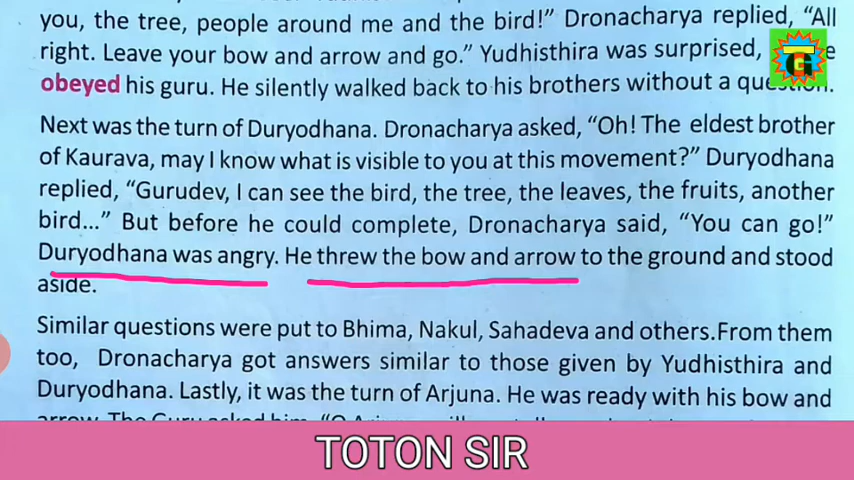 you, the tree, people around me and the bird!” Dronacharya replied, “All
right. Leave your bow and arrow and go.” Yudhisthira was surprised,
obeyed his guru. He silently walked back to his brothers without a question.
Next was the turn of Duryodhana. Dronacharya asked, “Oh! The eldest brother
of Kaurava, may I know what is visible to you at this movement?” Duryodhana
replied, “Gurudev, I can see the bird, the tree, the leaves, the fruits, another
bird...” But before he could complete, Dronacharya said, “You can go!”
Duryodhana was angry. He threw the bow and arrow to the ground and stood
aside.
Similar questions were put to Bhima, Nakul, Sahadeva and others.From them
too, Dronacharya got answers similar to those given by Yudhisthira and
Duryodhana. Lastly, it was the turn of Arjuna. He was ready with his bow and
arrow. The Guru asked him, “O Arjuna
TOTON SIR